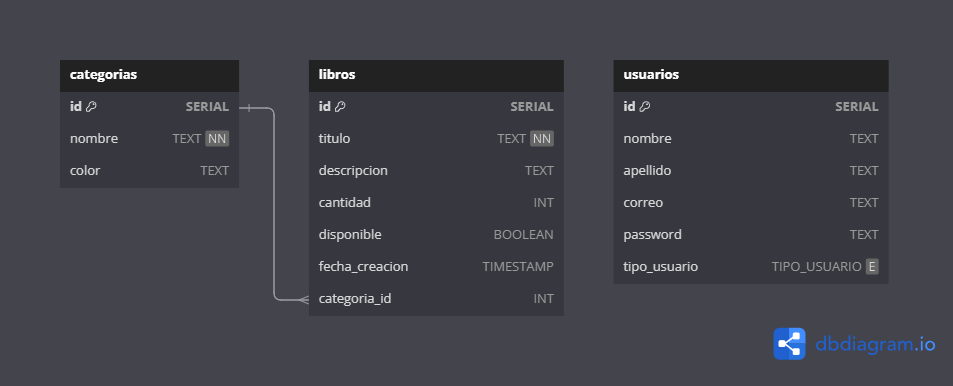 categorias
id SERIAL
nombre TEXT NN
color TEXT
libros
id SERIAL
titulo TEXT NN
descripcion TEXT
cantidad INT
disponible BOOLEAN
fecha_creacion TIMESTAMP
categoria_id INT
usuarios
id SERIAL
nombre TEXT
apellido TEXT
correo TEXT
password TEXT
tipo_usuario TIPO_USUARIO E
dbdiagram.io